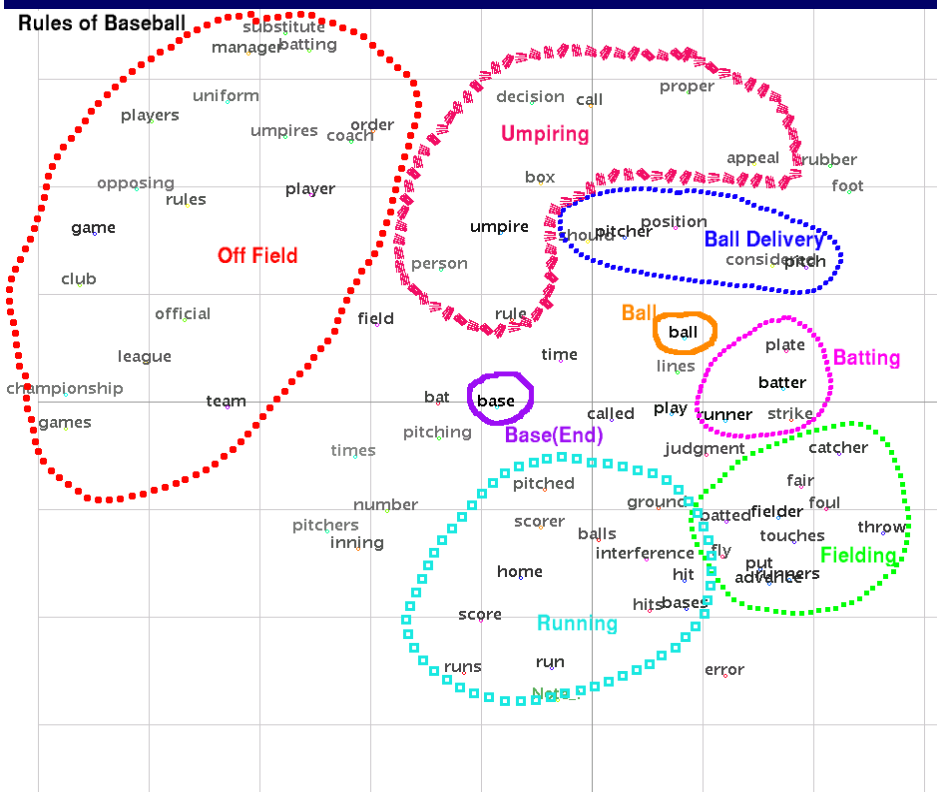 Rules of Baseball
substitute
manager
batting
uniform
decision
call
proper
players
umpires
coach
order
Umpiring
appeal
rubber
opposing
rules
player
box
foot
game
umpire
should
pitcher
position
Ball Delivery
Off Field
person
considered
pitch
club
official
field
rule
Ball
ball
plate
league
time
lines
Batting
championship
team
bat
base
batter
games
called
play
runner
strike
pitching
Base(End)
times
judgment
catcher
pitched
fair
number
ground
foul
pitchers
inning
scorer
balls
batted
fielder
throw
touches
interference
fly
Fielding
home
hit
put
advance
runners
score
hits
bases
Running
runs
run
error